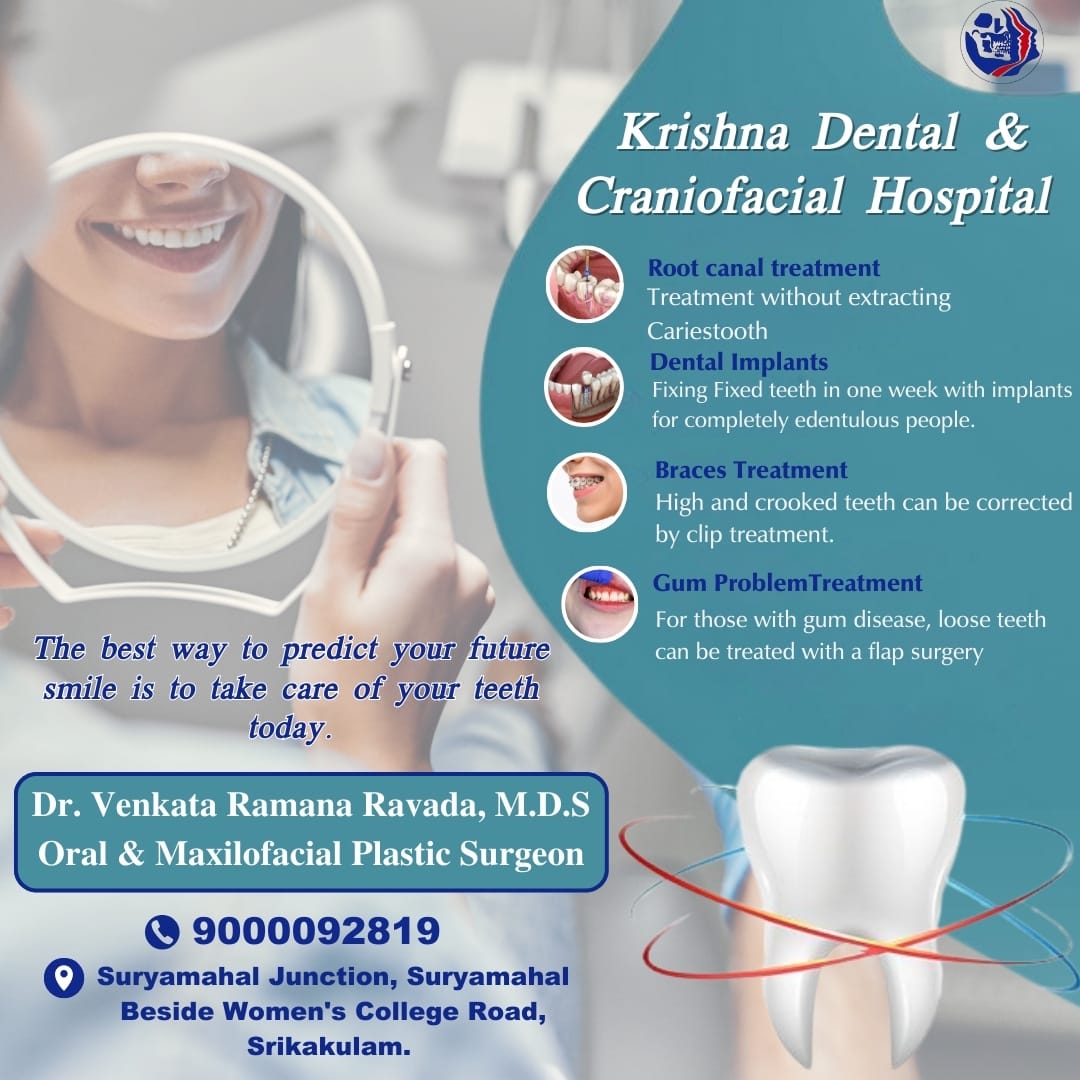 Krishna Dental &
Craniofacial Hospital
Root canal treatment
Treatment without extracting
Cariestooth
Dental Implants
Fixing Fixed teeth in one week with implants
for completely edentulous people.
Braces Treatment
High and crooked teeth can be corrected
by clip treatment.
Gum ProblemTreatment
For those with gum disease, loose teeth
can be treated with a flap surgery
The best way to predict your future
smile is to take care of your teeth
today.
Dr. Venkata Ramana Ravada, M.D.S
Oral & Maxilofacial Plastic Surgeon
9000092819
Suryamahal Junction, Suryamahal
Beside Women's College Road,
Srikakulam.